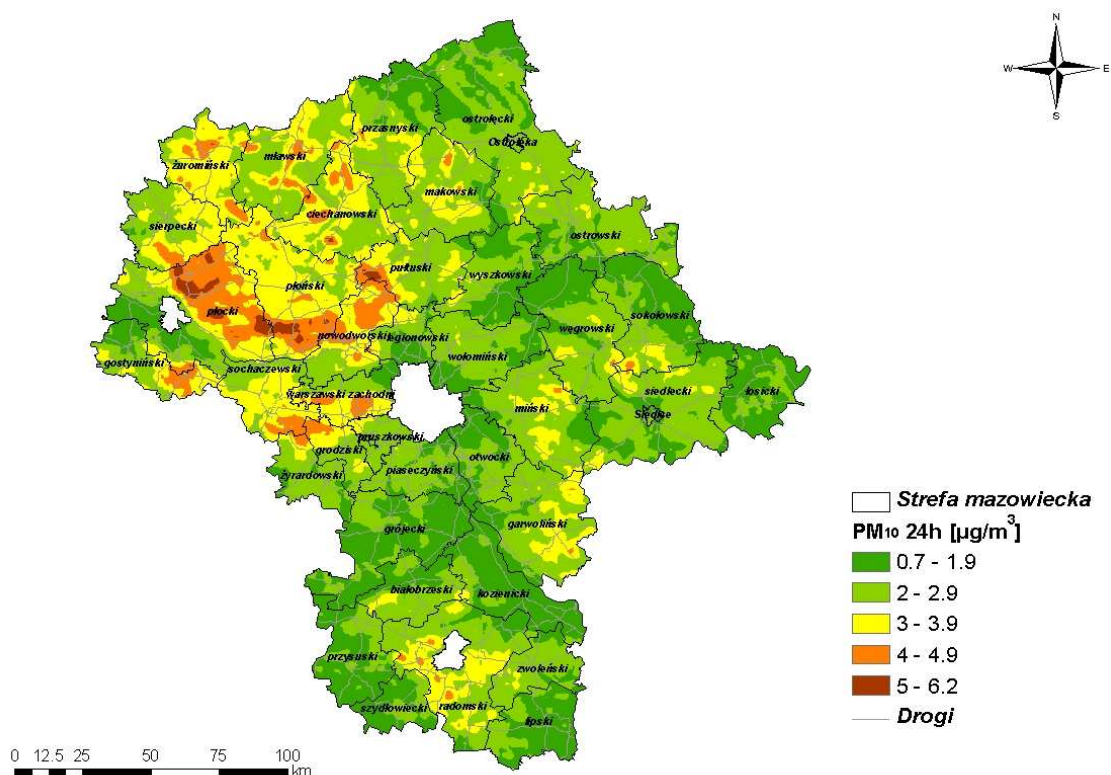 N
W E
S
ostrołęcki
przasnyski
Ostrołęka
mławski
żuromiński
makowski
ciechanowski
sierpecki
ostrowski
pułtuski
wyszkowski
płoński
sokołowski
płocki
węgrowski
nowodworski
legionowski
wołomiński
gostyniński
sochaczewski
siedlecki
łosicki
warszawski zachodni
miński
Siedlce
pruszkowski
grodziski
otwocki
żyrardowski
piaseczyński
garwoliński
grójecki
białobrzeski
kozienicki
przysuski
zwoleński
szydłowiecki
radomski
lipski
Strefa mazowiecka
PM10 24h [µg/m³]
0.7 - 1.9
2 - 2.9
3 - 3.9
4 - 4.9
5 - 6.2
Drogi
0 12.5 25 50 75 100
km